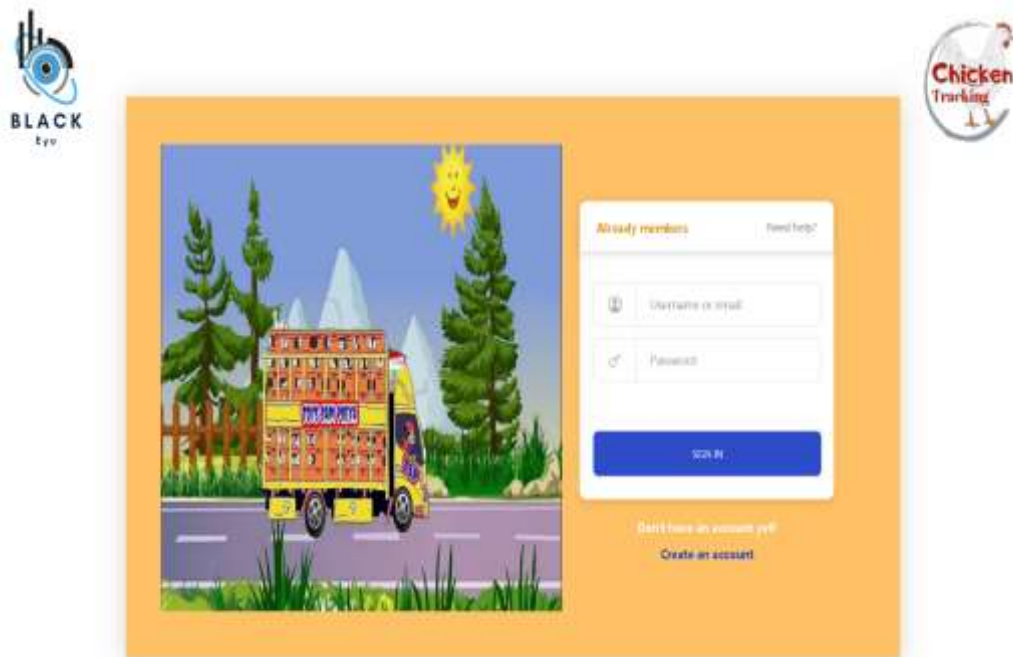 BLACK
Eye
Chicken
Tracking
Already members
Need help?
Username or email
Password
SIGN IN
Don't have an account yet?
Create an account